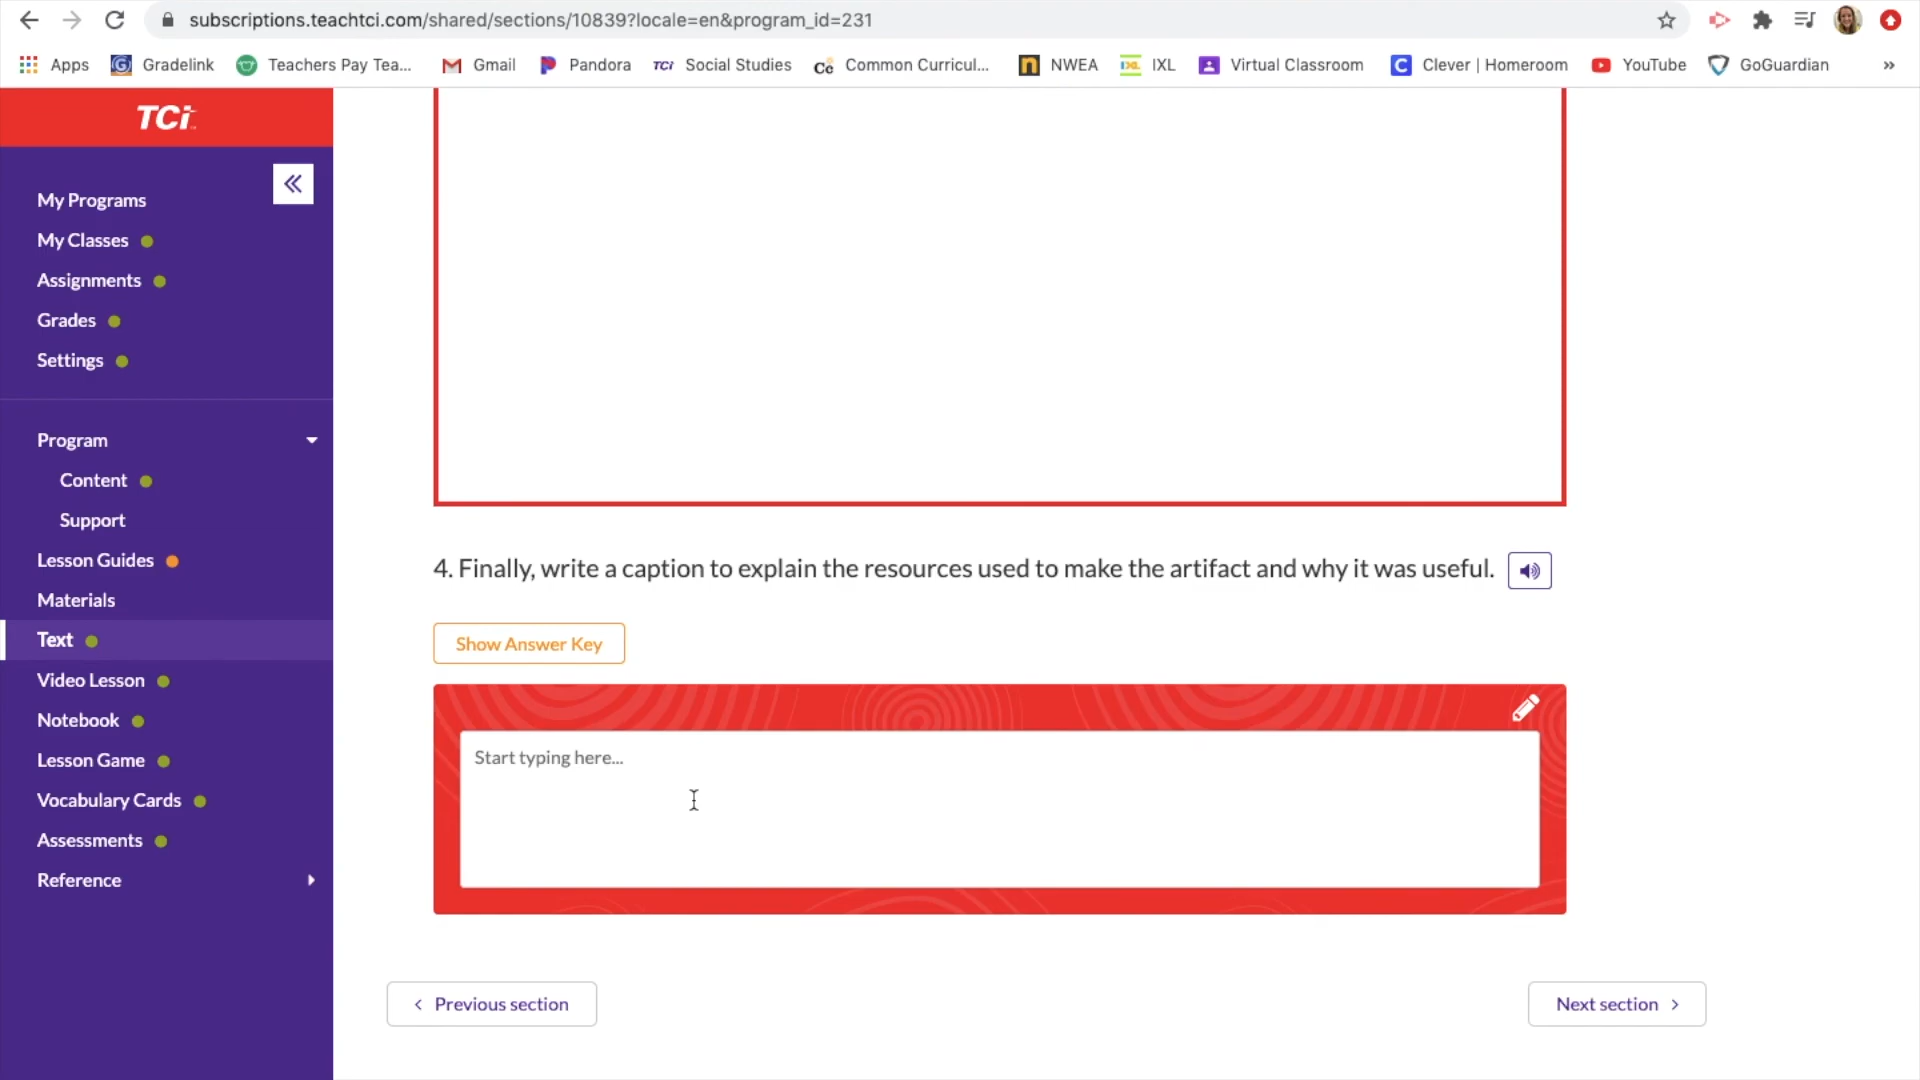 subscriptions.teachtci.com/shared/sections/10839?locale=en&program_id=231
Apps Gradelink Teachers Pay Tea... Gmail Pandora TCi Social Studies Cc Common Curricul... NWEA IXL Virtual Classroom Clever | Homeroom YouTube GoGuardian »
TCi
My Programs
My Classes
Assignments
Grades
Settings
Program
Content
Support
Lesson Guides
Materials
Text
Video Lesson
Notebook
Lesson Game
Vocabulary Cards
Assessments
Reference
4. Finally, write a caption to explain the resources used to make the artifact and why it was useful.
Show Answer Key
Start typing here...
Previous section
Next section